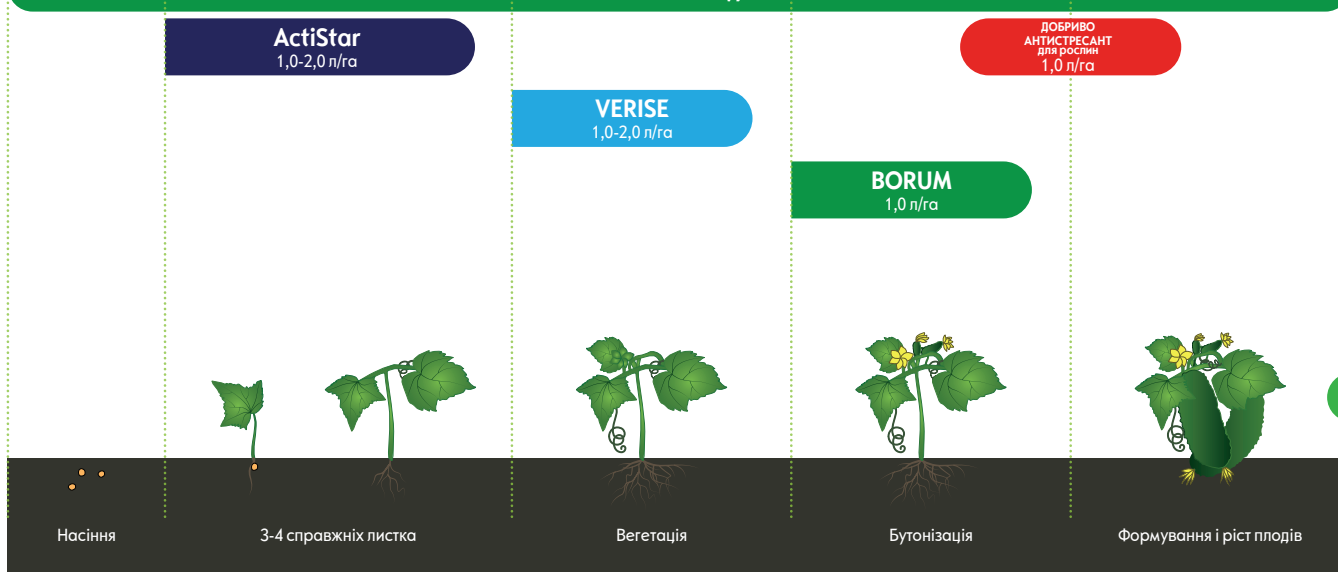 ActiStar
1,0-2,0 л/га
ДОБРИВО
АНТИСТРЕСАНТ
для рослин
1,0 л/га
VERISE
1,0-2,0 л/га
BORUM
1,0 л/га
Насіння
3-4 справжніх листка
Вегетація
Бутонізація
Формування і ріст плодів